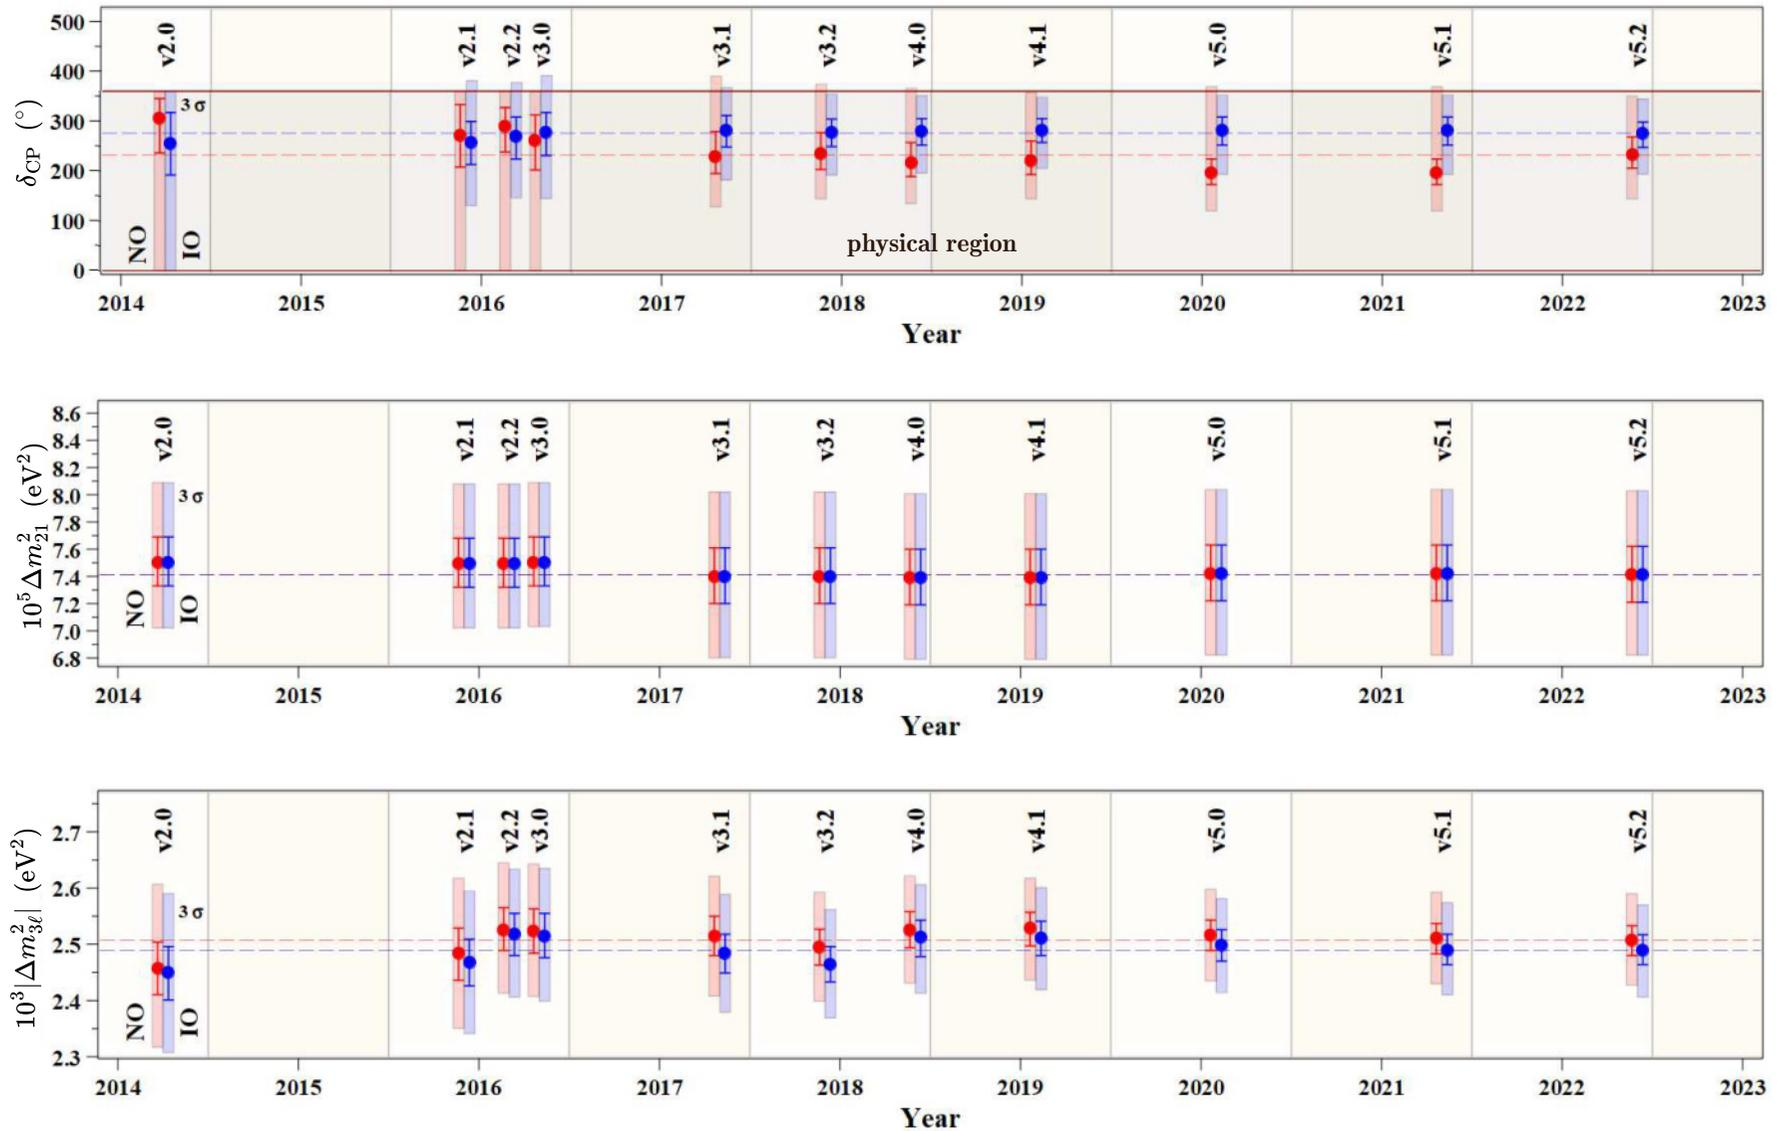 500
400
300
200
100
0
δCP (°)
v2.0
v2.1
v2.2
v3.0
v3.1
v3.2
v4.0
v4.1
v5.0
v5.1
v5.2
3 σ
NO
IO
physical region
2014 2015 2016 2017 2018 2019 2020 2021 2022 2023
Year
8.6
8.4
8.2
8.0
7.8
7.6
7.4
7.2
7.0
6.8
10⁵Δm²₂₁ (eV²)
v2.0
v2.1
v2.2
v3.0
v3.1
v3.2
v4.0
v4.1
v5.0
v5.1
v5.2
3 σ
NO
IO
2014 2015 2016 2017 2018 2019 2020 2021 2022 2023
Year
2.7
2.6
2.5
2.4
2.3
10³|Δm²₃ℓ| (eV²)
v2.0
v2.1
v2.2
v3.0
v3.1
v3.2
v4.0
v4.1
v5.0
v5.1
v5.2
3 σ
NO
IO
2014 2015 2016 2017 2018 2019 2020 2021 2022 2023
Year